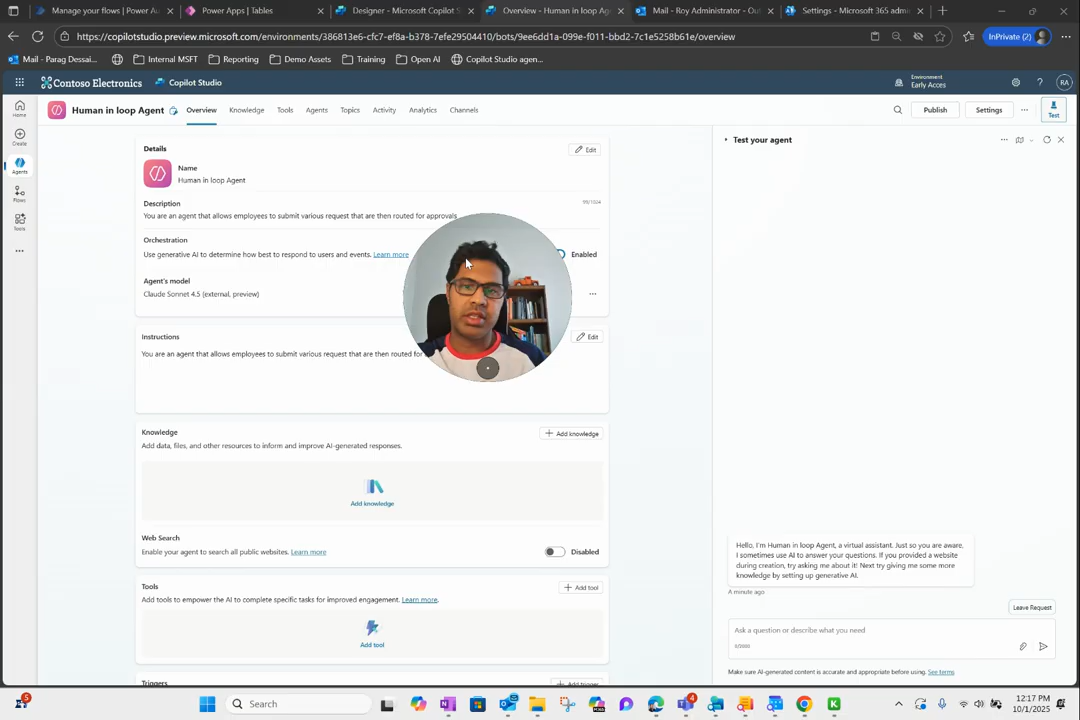 Manage your flows | Power Au
Power Apps | Tables
Designer - Microsoft Copilot S
Overview - Human in loop Age
Mail - Roy Administrator - Out
Settings - Microsoft 365 admin
https://copilotstudio.preview.microsoft.com/environments/386813e6-cfc7-ef8a-b378-7efe29504410/bots/9ee6dd1a-099e-f011-bbd2-7c1e5258b61e/overview
InPrivate (2)
Mail - Parag Dessai...
Internal MSFT
Reporting
Demo Assets
Training
Open AI
Copilot Studio agen...
Contoso Electronics
Copilot Studio
Environment
Early Acces
RA
Home
Create
Agents
Flows
Tools
Human in loop Agent
Overview
Knowledge
Tools
Agents
Topics
Activity
Analytics
Channels
Publish
Settings
Test
Details
Edit
Name
Human in loop Agent
Description
99/1024
You are an agent that allows employees to submit various request that are then routed for approvals
Orchestration
Use generative AI to determine how best to respond to users and events. Learn more
Enabled
Agent's model
Claude Sonnet 4.5 (external, preview)
Instructions
Edit
You are an agent that allows employees to submit various request that are then routed for
Knowledge
Add knowledge
Add data, files, and other resources to inform and improve AI-generated responses.
Add knowledge
Web Search
Enable your agent to search all public websites. Learn more
Disabled
Tools
Add tool
Add tools to empower the AI to complete specific tasks for improved engagement. Learn more.
Add tool
Triggers
Add trigger
Test your agent
Hello, I'm Human in loop Agent, a virtual assistant. Just so you are aware,
I sometimes use AI to answer your questions. If you provided a website
during creation, try asking me about it! Next try giving me some more
knowledge by setting up generative AI.
A minute ago
Leave Request
Ask a question or describe what you need
0/2000
Make sure AI-generated content is accurate and appropriate before using. See terms
5
Search
4
12:17 PM
10/1/2025